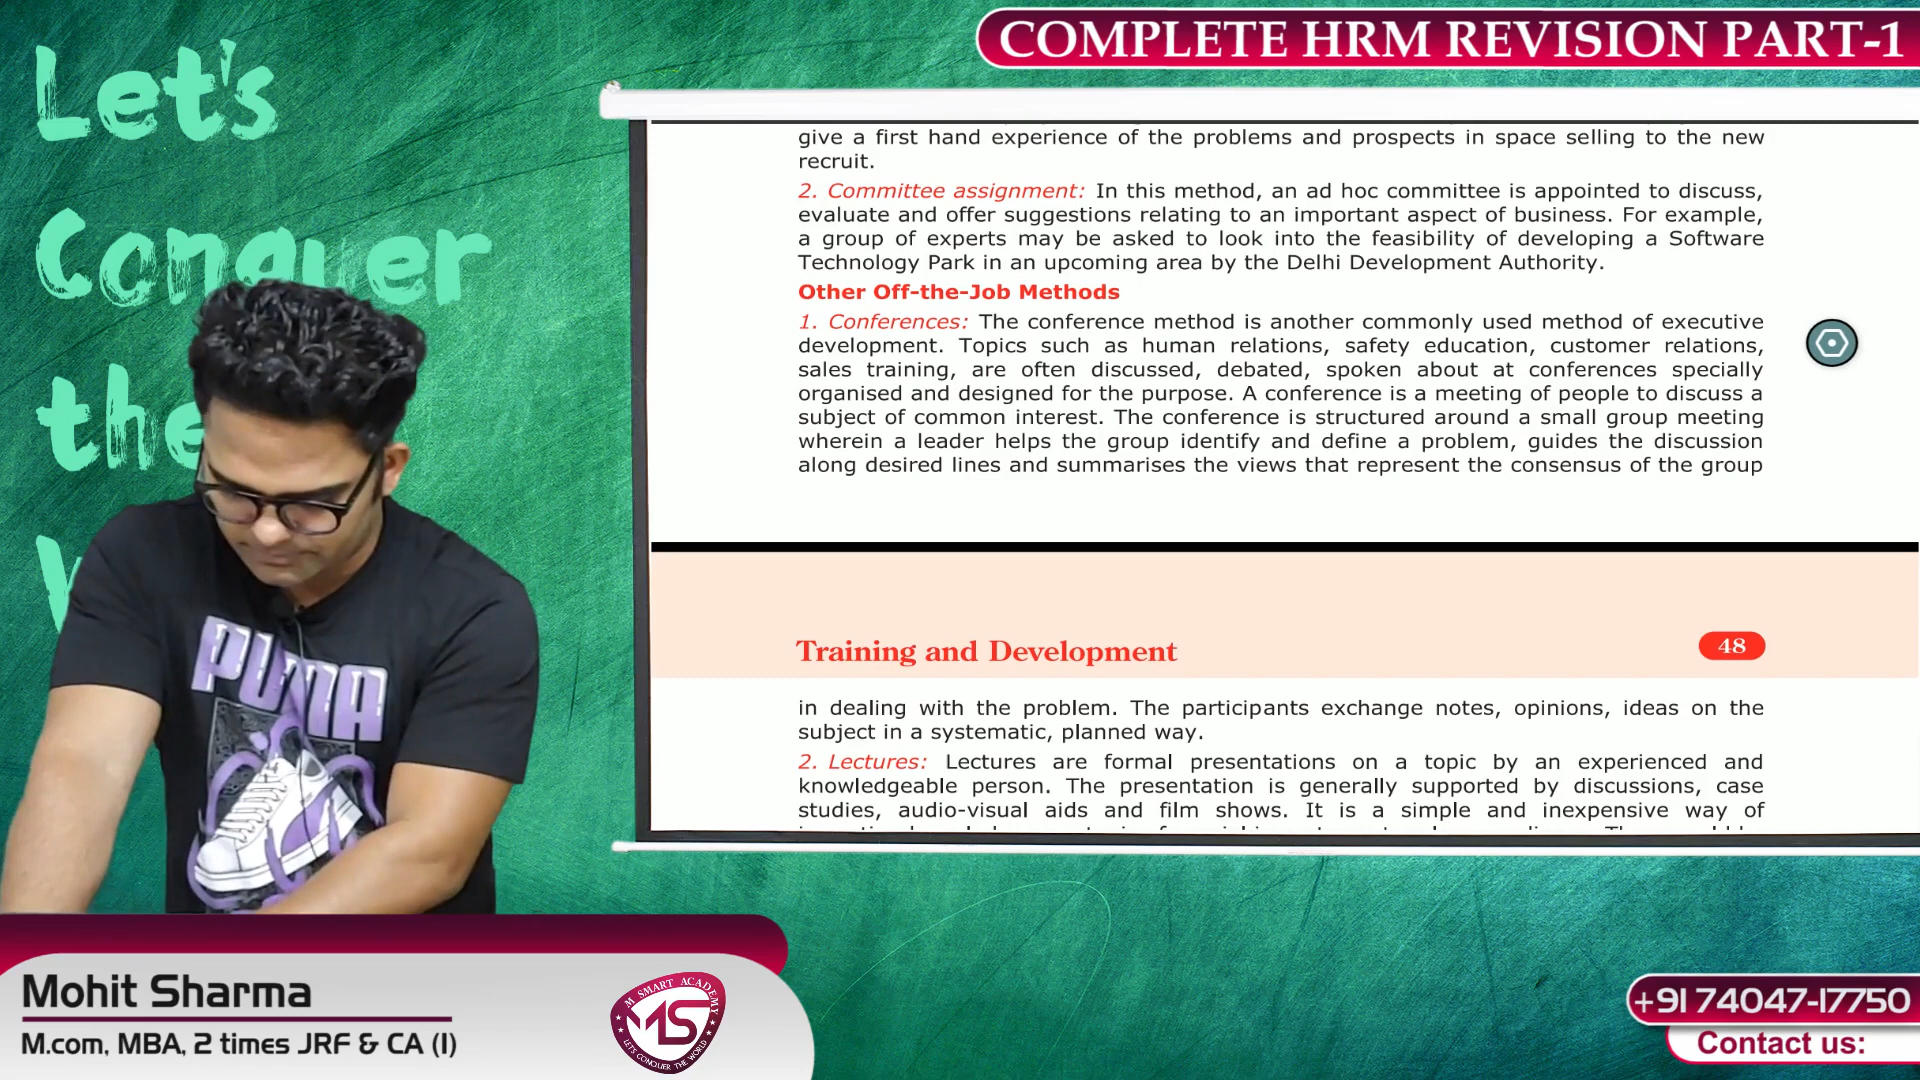 COMPLETE HRM REVISION PART-1
Let's
Conquer
the
give a first hand experience of the problems and prospects in space selling to the new
recruit.
2. Committee assignment: In this method, an ad hoc committee is appointed to discuss,
evaluate and offer suggestions relating to an important aspect of business. For example,
a group of experts may be asked to look into the feasibility of developing a Software
Technology Park in an upcoming area by the Delhi Development Authority.
Other Off-the-Job Methods
1. Conferences: The conference method is another commonly used method of executive
development. Topics such as human relations, safety education, customer relations,
sales training, are often discussed, debated, spoken about at conferences specially
organised and designed for the purpose. A conference is a meeting of people to discuss a
subject of common interest. The conference is structured around a small group meeting
wherein a leader helps the group identify and define a problem, guides the discussion
along desired lines and summarises the views that represent the consensus of the group
Training and Development
48
in dealing with the problem. The participants exchange notes, opinions, ideas on the
subject in a systematic, planned way.
2. Lectures: Lectures are formal presentations on a topic by an experienced and
knowledgeable person. The presentation is generally supported by discussions, case
studies, audio-visual aids and film shows. It is a simple and inexpensive way of
PUMA
Mohit Sharma
M.com, MBA, 2 times JRF & CA (I)
M SMART ACADEMY
MS
LETS CONQUER THE WORLD
+91 74047-17750
Contact us: